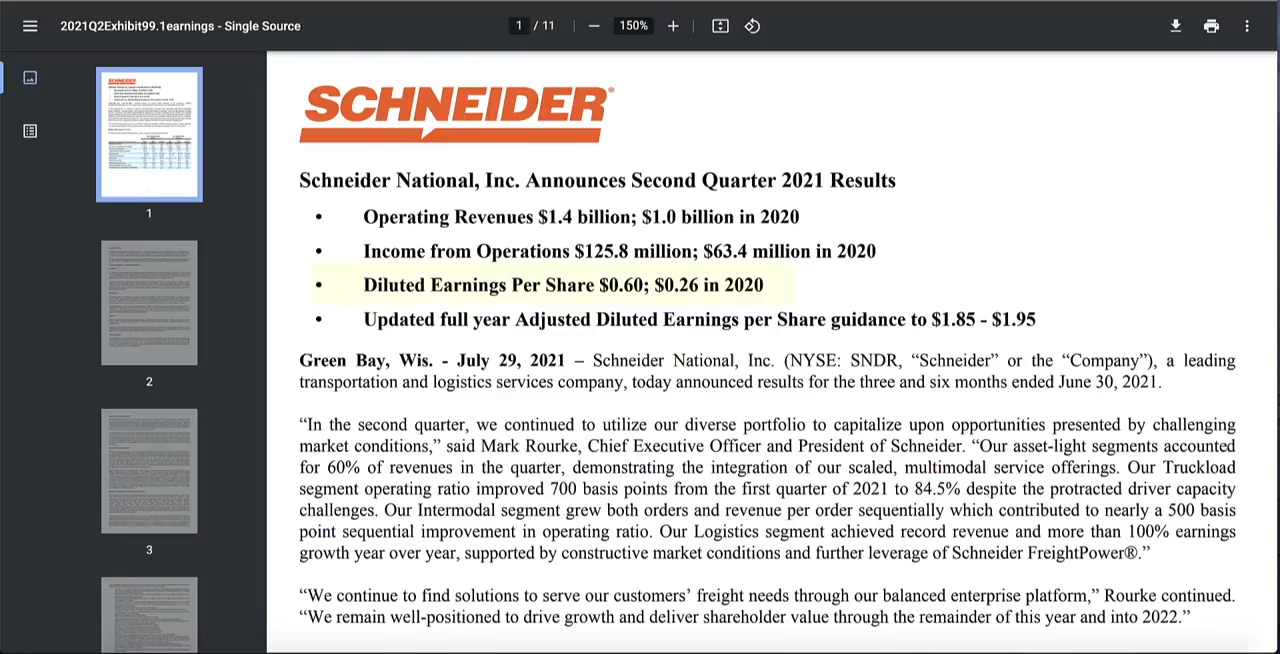 2021Q2Exhibit99.1earnings - Single Source
1 / 11
150%
SCHNEIDER®
Schneider National, Inc. Announces Second Quarter 2021 Results
• Operating Revenues $1.4 billion; $1.0 billion in 2020
• Income from Operations $125.8 million; $63.4 million in 2020
• Diluted Earnings Per Share $0.60; $0.26 in 2020
• Updated full year Adjusted Diluted Earnings per Share guidance to $1.85 - $1.95
Green Bay, Wis. - July 29, 2021 – Schneider National, Inc. (NYSE: SNDR, “Schneider” or the “Company”), a leading
transportation and logistics services company, today announced results for the three and six months ended June 30, 2021.
“In the second quarter, we continued to utilize our diverse portfolio to capitalize upon opportunities presented by challenging
market conditions,” said Mark Rourke, Chief Executive Officer and President of Schneider. “Our asset-light segments accounted
for 60% of revenues in the quarter, demonstrating the integration of our scaled, multimodal service offerings. Our Truckload
segment operating ratio improved 700 basis points from the first quarter of 2021 to 84.5% despite the protracted driver capacity
challenges. Our Intermodal segment grew both orders and revenue per order sequentially which contributed to nearly a 500 basis
point sequential improvement in operating ratio. Our Logistics segment achieved record revenue and more than 100% earnings
growth year over year, supported by constructive market conditions and further leverage of Schneider FreightPower®.”
“We continue to find solutions to serve our customers’ freight needs through our balanced enterprise platform,” Rourke continued.
“We remain well-positioned to drive growth and deliver shareholder value through the remainder of this year and into 2022.”
SCHNEIDER
1
2
3